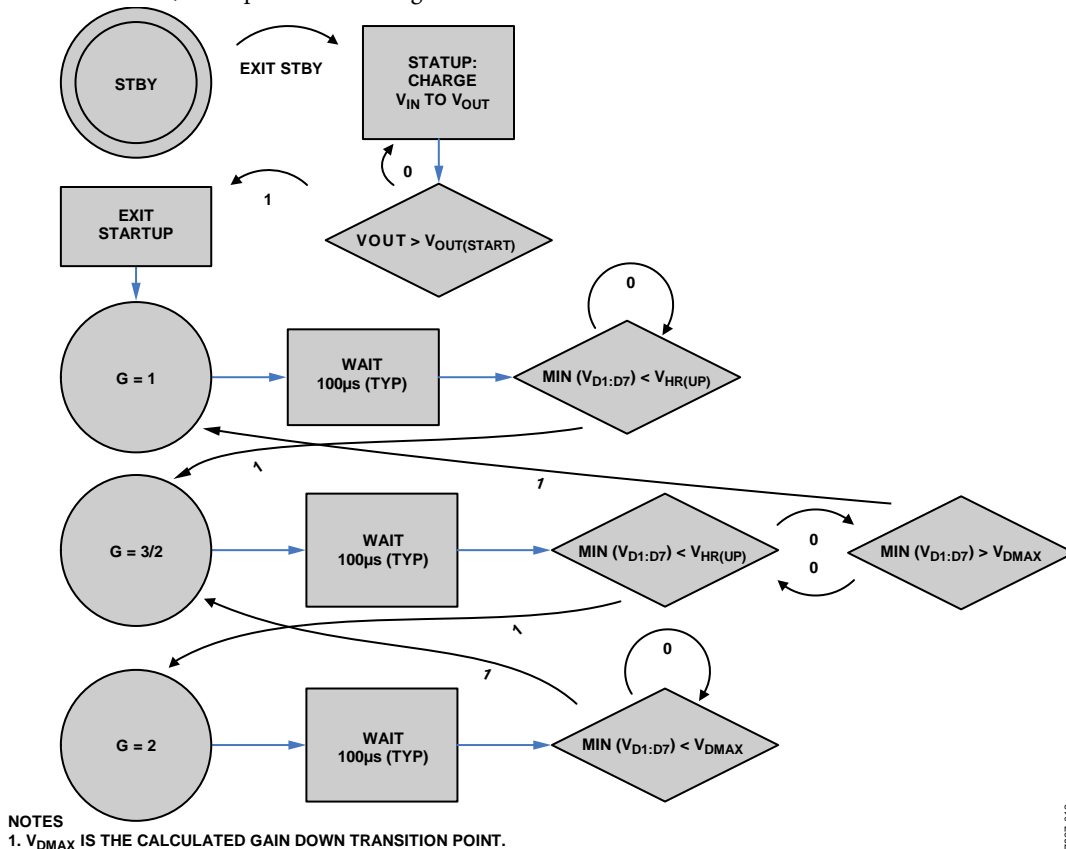 STBY
EXIT STBY
STATUP:
CHARGE
VIN TO VOUT
0
1
EXIT
STARTUP
VOUT > VOUT(START)
0
G = 1
WAIT
100µs (TYP)
MIN (VD1:D7) < VHR(UP)
1
1
G = 3/2
WAIT
100µs (TYP)
MIN (VD1:D7) < VHR(UP)
0
0
MIN (VD1:D7) > VDMAX
1
1
0
G = 2
WAIT
100µs (TYP)
MIN (VD1:D7) < VDMAX
NOTES
1. VDMAX IS THE CALCULATED GAIN DOWN TRANSITION POINT.